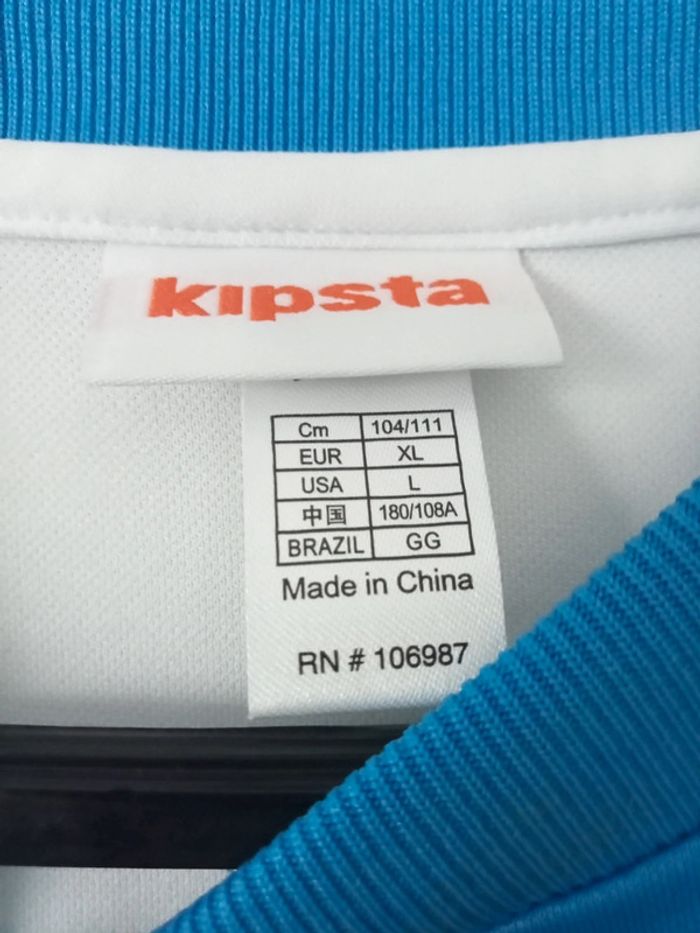 kipsta
Cm 104/111
EUR XL
USA L
中国 180/108A
BRAZIL GG
Made in China
RN # 106987